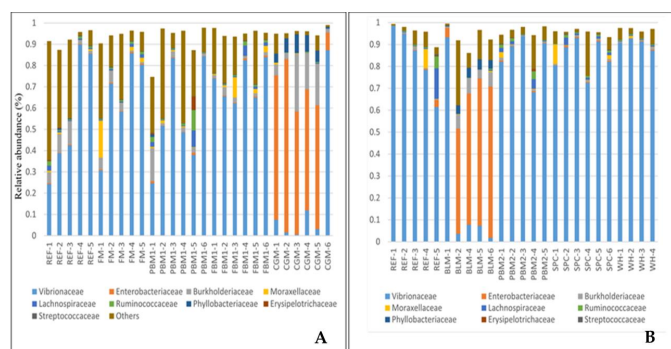 Relative abundance (%)
1
0.9
0.8
0.7
0.6
0.5
0.4
0.3
0.2
0.1
0
REF-1 REF-2 REF-3 REF-4 REF-5 FM-1 FM-2 FM-3 FM-4 FM-5 PBM1-1 PBM1-2 PBM1-3 PBM1-4 PBM1-5 PBM1-6 FBM1-1 FBM1-2 FBM1-3 FBM1-4 FBM1-5 FBM1-6 CGM-1 CGM-2 CGM-3 CGM-4 CGM-5 CGM-6
Vibrionaceae Enterobacteriaceae Burkholderiaceae Moraxellaceae
Lachnospiraceae Ruminococcaceae Phyllobacteriaceae Erysipelotrichaceae
Streptococcaceae Others
A
1
0.9
0.8
0.7
0.6
0.5
0.4
0.3
0.2
0.1
0
REF-1 REF-2 REF-3 REF-4 REF-5 BLM-1 BLM-2 BLM-4 BLM-5 BLM-6 PBM2-1 PBM2-2 PBM2-3 PBM2-4 PBM2-5 SPC-1 SPC-2 SPC-3 SPC-4 SPC-5 SPC-6 WH-1 WH-2 WH-3 WH-4
Vibrionaceae Enterobacteriaceae Burkholderiaceae
Moraxellaceae Lachnospiraceae Ruminococcaceae
Phyllobacteriaceae Erysipelotrichaceae Streptococcaceae
Others
B